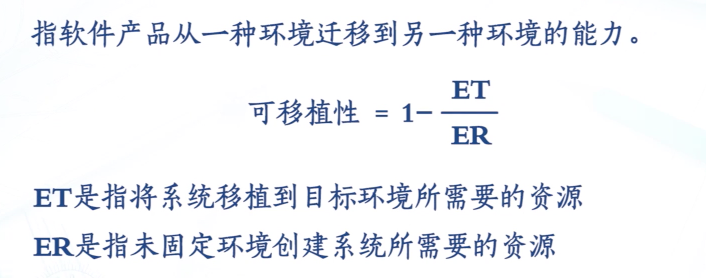 指软件产品从一种环境迁移到另一种环境的能力。
可移植性 = 1- ET/ER
ET是指将系统移植到目标环境所需要的资源
ER是指未固定环境创建系统所需要的资源